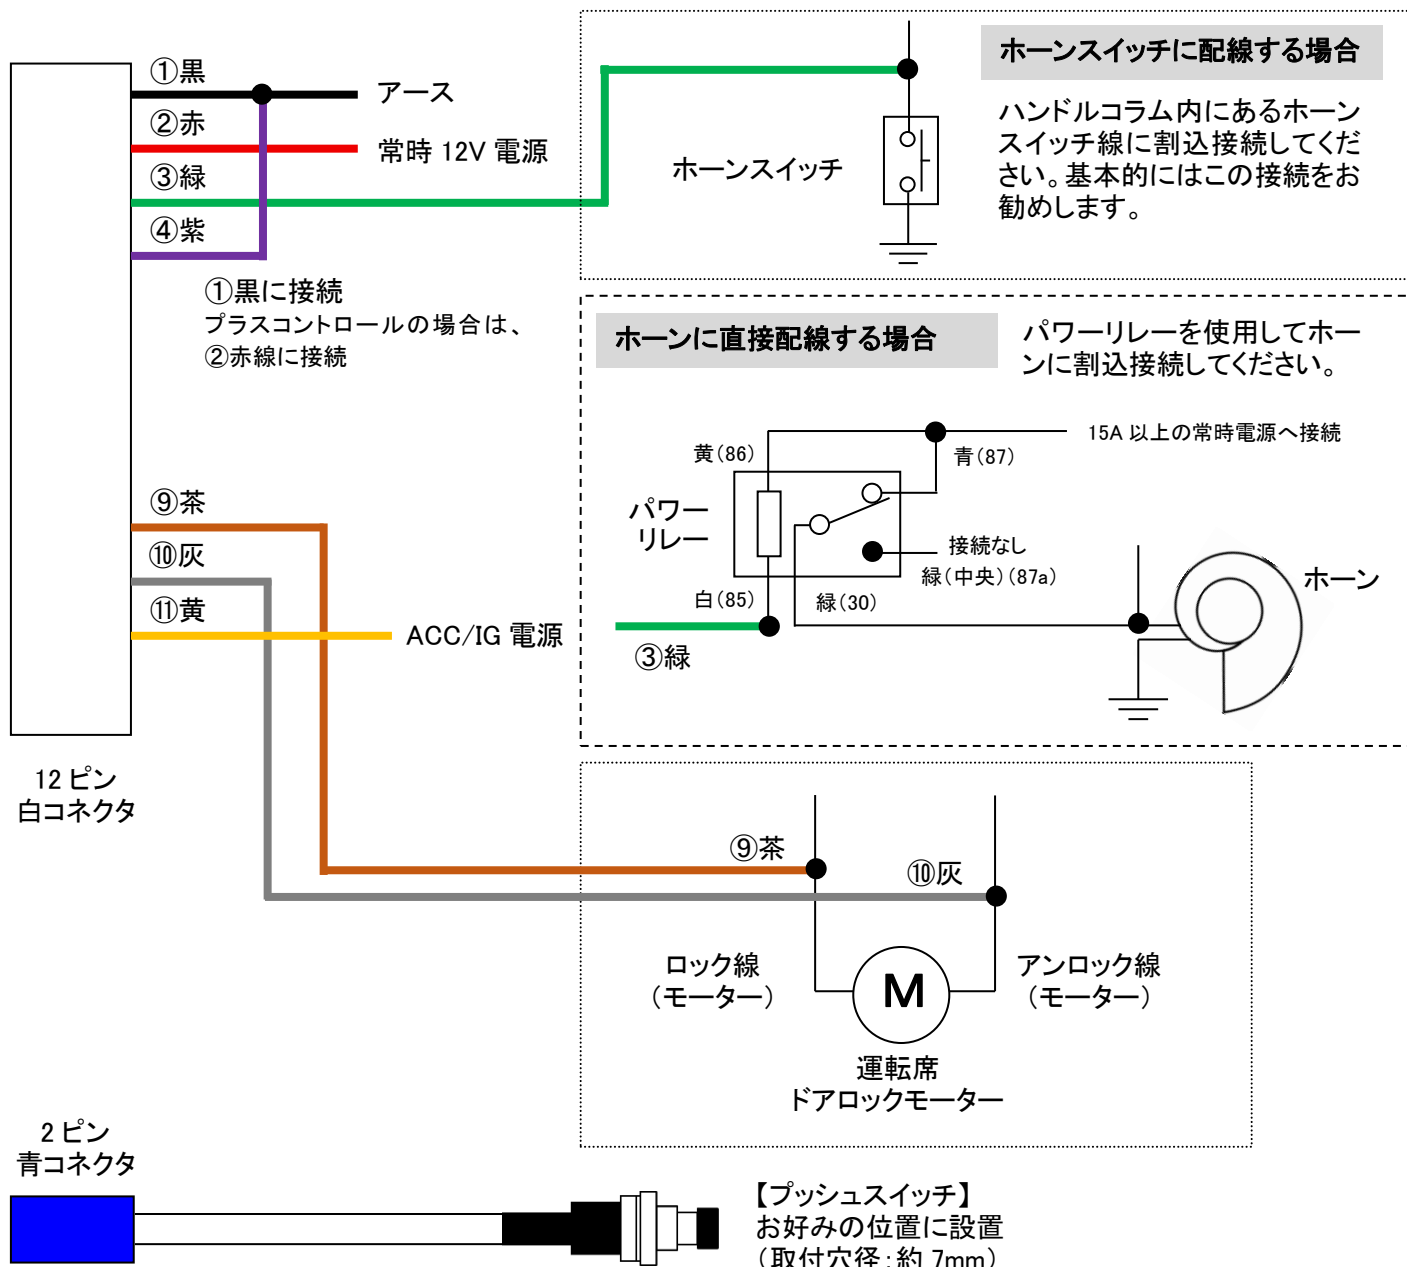 ①黒
アース
②赤
常時 12V 電源
③緑
④紫
①黒に接続
プラスコントロールの場合は、
②赤線に接続
ホーンスイッチに配線する場合
ハンドルコラム内にあるホーン
スイッチ線に割込接続してくだ
さい。基本的にはこの接続をお
勧めします。
ホーンスイッチ
ホーンに直接配線する場合
パワーリレーを使用してホー
ンに割込接続してください。
15A 以上の常時電源へ接続
黄(86)
青(87)
パワー
リレー
接続なし
緑(中央)(87a)
白(85)
緑(30)
③緑
ホーン
⑨茶
⑩灰
⑪黄
ACC/IG 電源
12 ピン
白コネクタ
⑨茶
⑩灰
ロック線
(モーター)
アンロック線
(モーター)
M
運転席
ドアロックモーター
2 ピン
青コネクタ
【プッシュスイッチ】
お好みの位置に設置
(取付穴径:約 7mm)